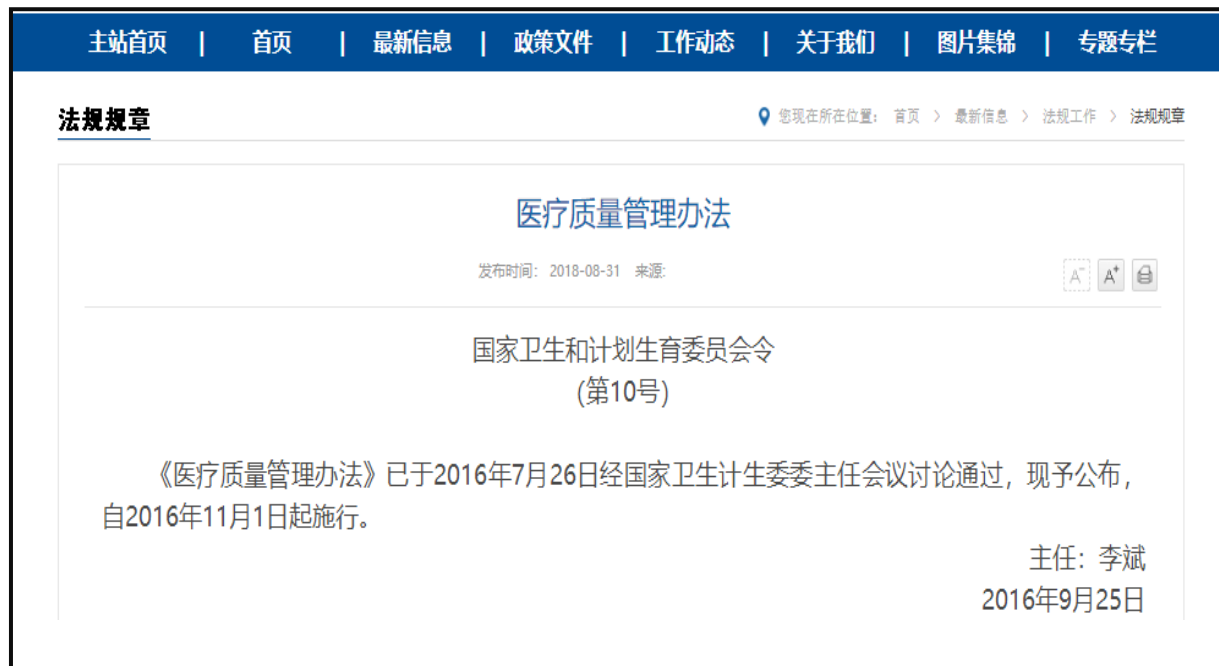 主站首页 | 首页 | 最新信息 | 政策文件 | 工作动态 | 关于我们 | 图片集锦 | 专题专栏
法规规章 您现在所在位置： 首页 > 最新信息 > 法规工作 > 法规规章
医疗质量管理办法
发布时间： 2018-08-31 来源:
A- A+
国家卫生和计划生育委员会令
(第10号)
《医疗质量管理办法》已于2016年7月26日经国家卫生计生委委主任会议讨论通过，现予公布，
自2016年11月1日起施行。
主任：李斌
2016年9月25日